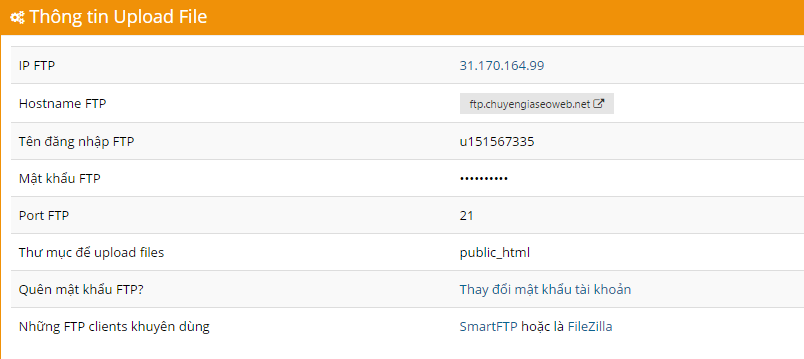 Thông tin Upload File
IP FTP 31.170.164.99
Hostname FTP ftp.chuyengiaseoweb.net
Tên đăng nhập FTP u151567335
Mật khẩu FTP ••••••••••
Port FTP 21
Thư mục để upload files public_html
Quên mật khẩu FTP? Thay đổi mật khẩu tài khoản
Những FTP clients khuyên dùng SmartFTP hoặc là FileZilla